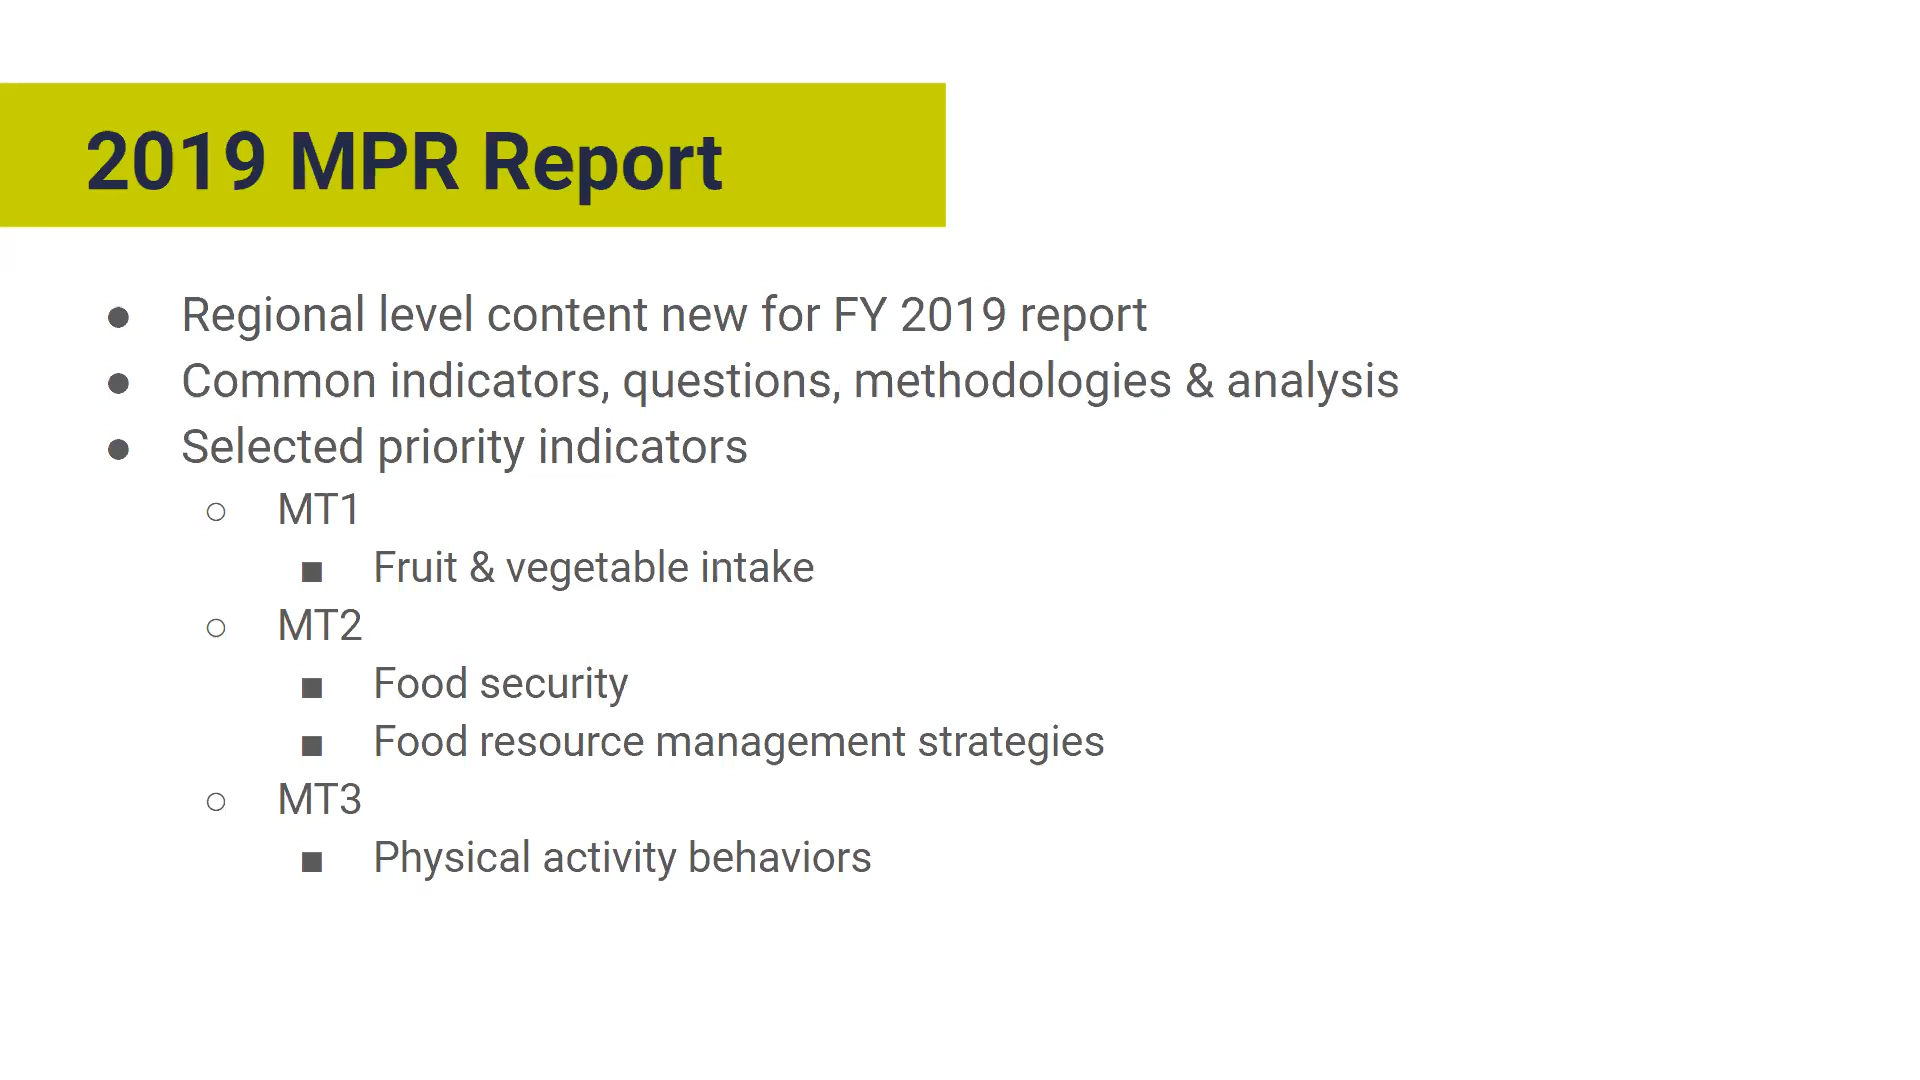 2019 MPR Report
● Regional level content new for FY 2019 report
● Common indicators, questions, methodologies & analysis
● Selected priority indicators
○ MT1
■ Fruit & vegetable intake
○ MT2
■ Food security
■ Food resource management strategies
○ MT3
■ Physical activity behaviors